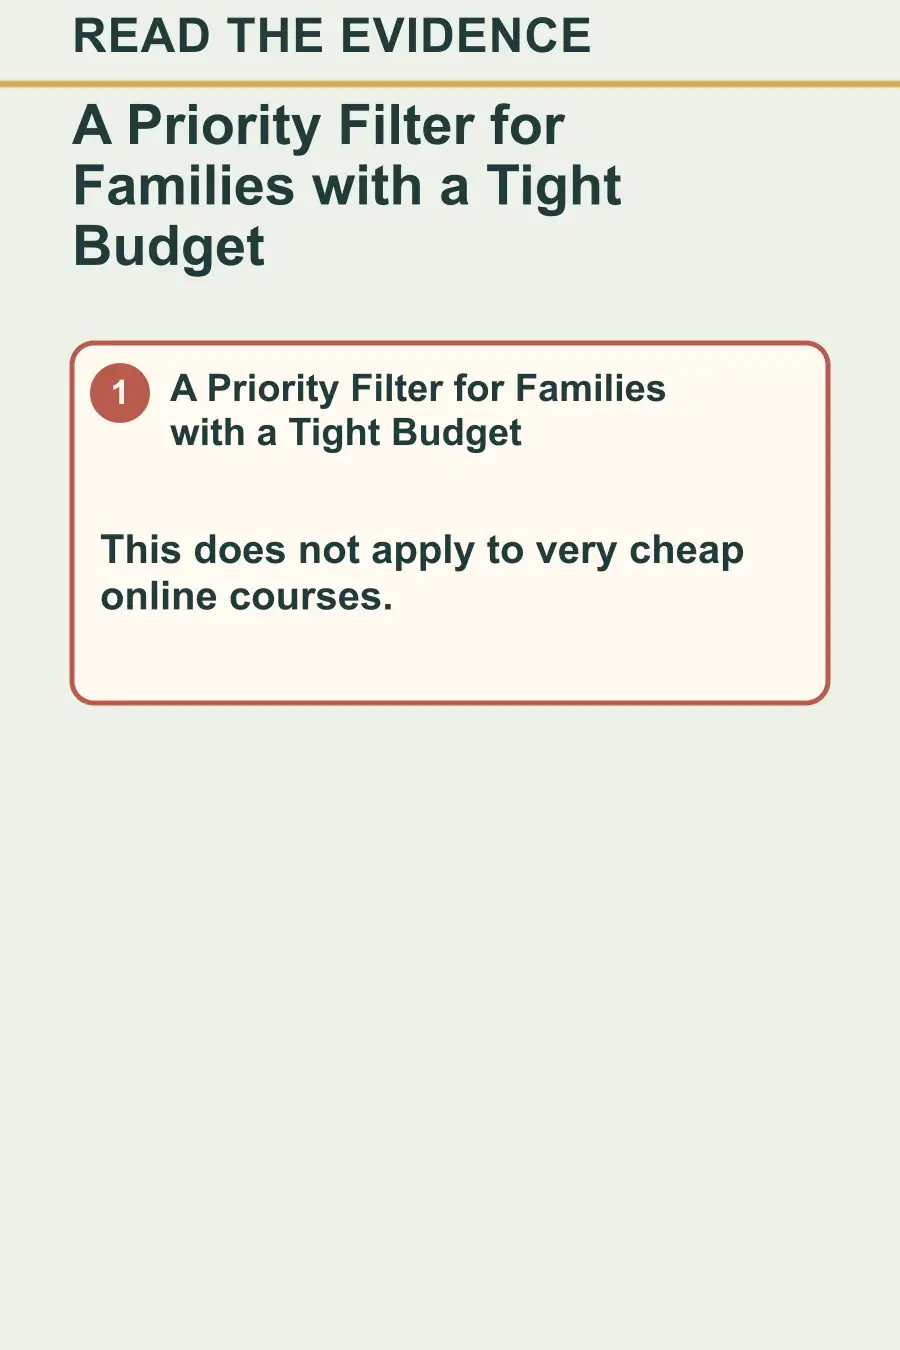 READ THE EVIDENCE
A Priority Filter for
Families with a Tight
Budget
1
A Priority Filter for Families
with a Tight Budget
This does not apply to very cheap
online courses.